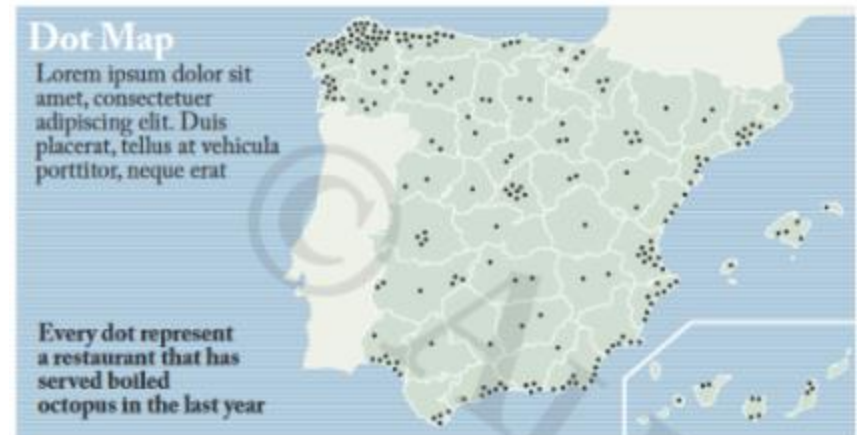 Dot Map
Lorem ipsum dolor sit
amet, consectetuer
adipiscing elit. Duis
placerat, tellus at vehicula
porttitor, neque erat
Every dot represent
a restaurant that has
served boiled
octopus in the last year
©